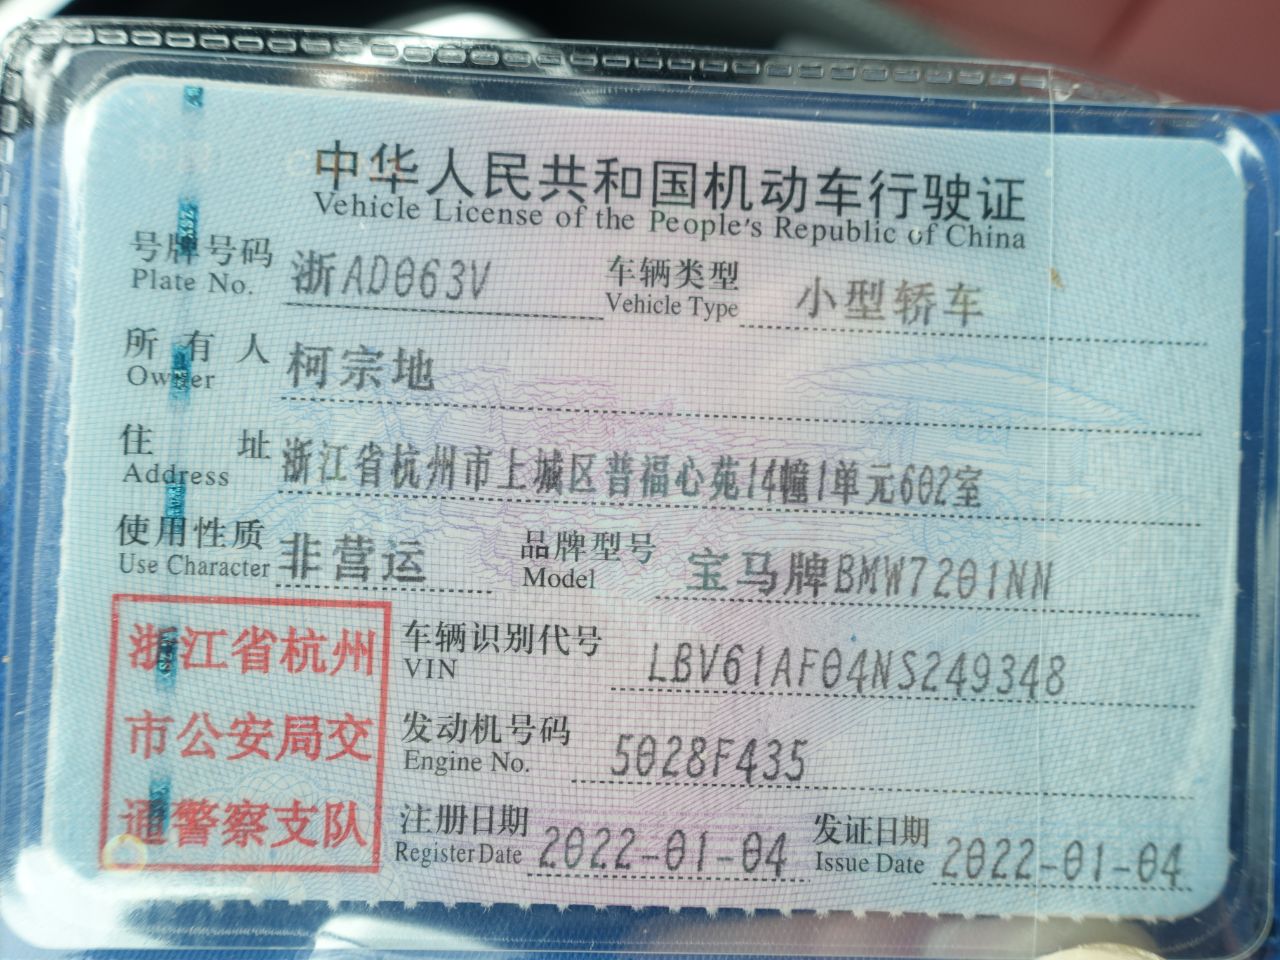 中华人民共和国机动车行驶证
Vehicle License of the People's Republic of China
号牌号码 浙AD063V 车辆类型 小型轿车
Plate No. Vehicle Type
所有人 柯宗地
Owner
住址 浙江省杭州市上城区普福心苑14幢1单元602室
Address
使用性质 非营运 品牌型号 宝马牌BMW7201NN
Use Character Model
浙江省杭州
市公安局交
通警察支队
车辆识别代号 LBV61AF04NS249348
VIN
发动机号码 5028F435
Engine No.
注册日期 2022-01-04 发证日期 2022-01-04
Register Date Issue Date